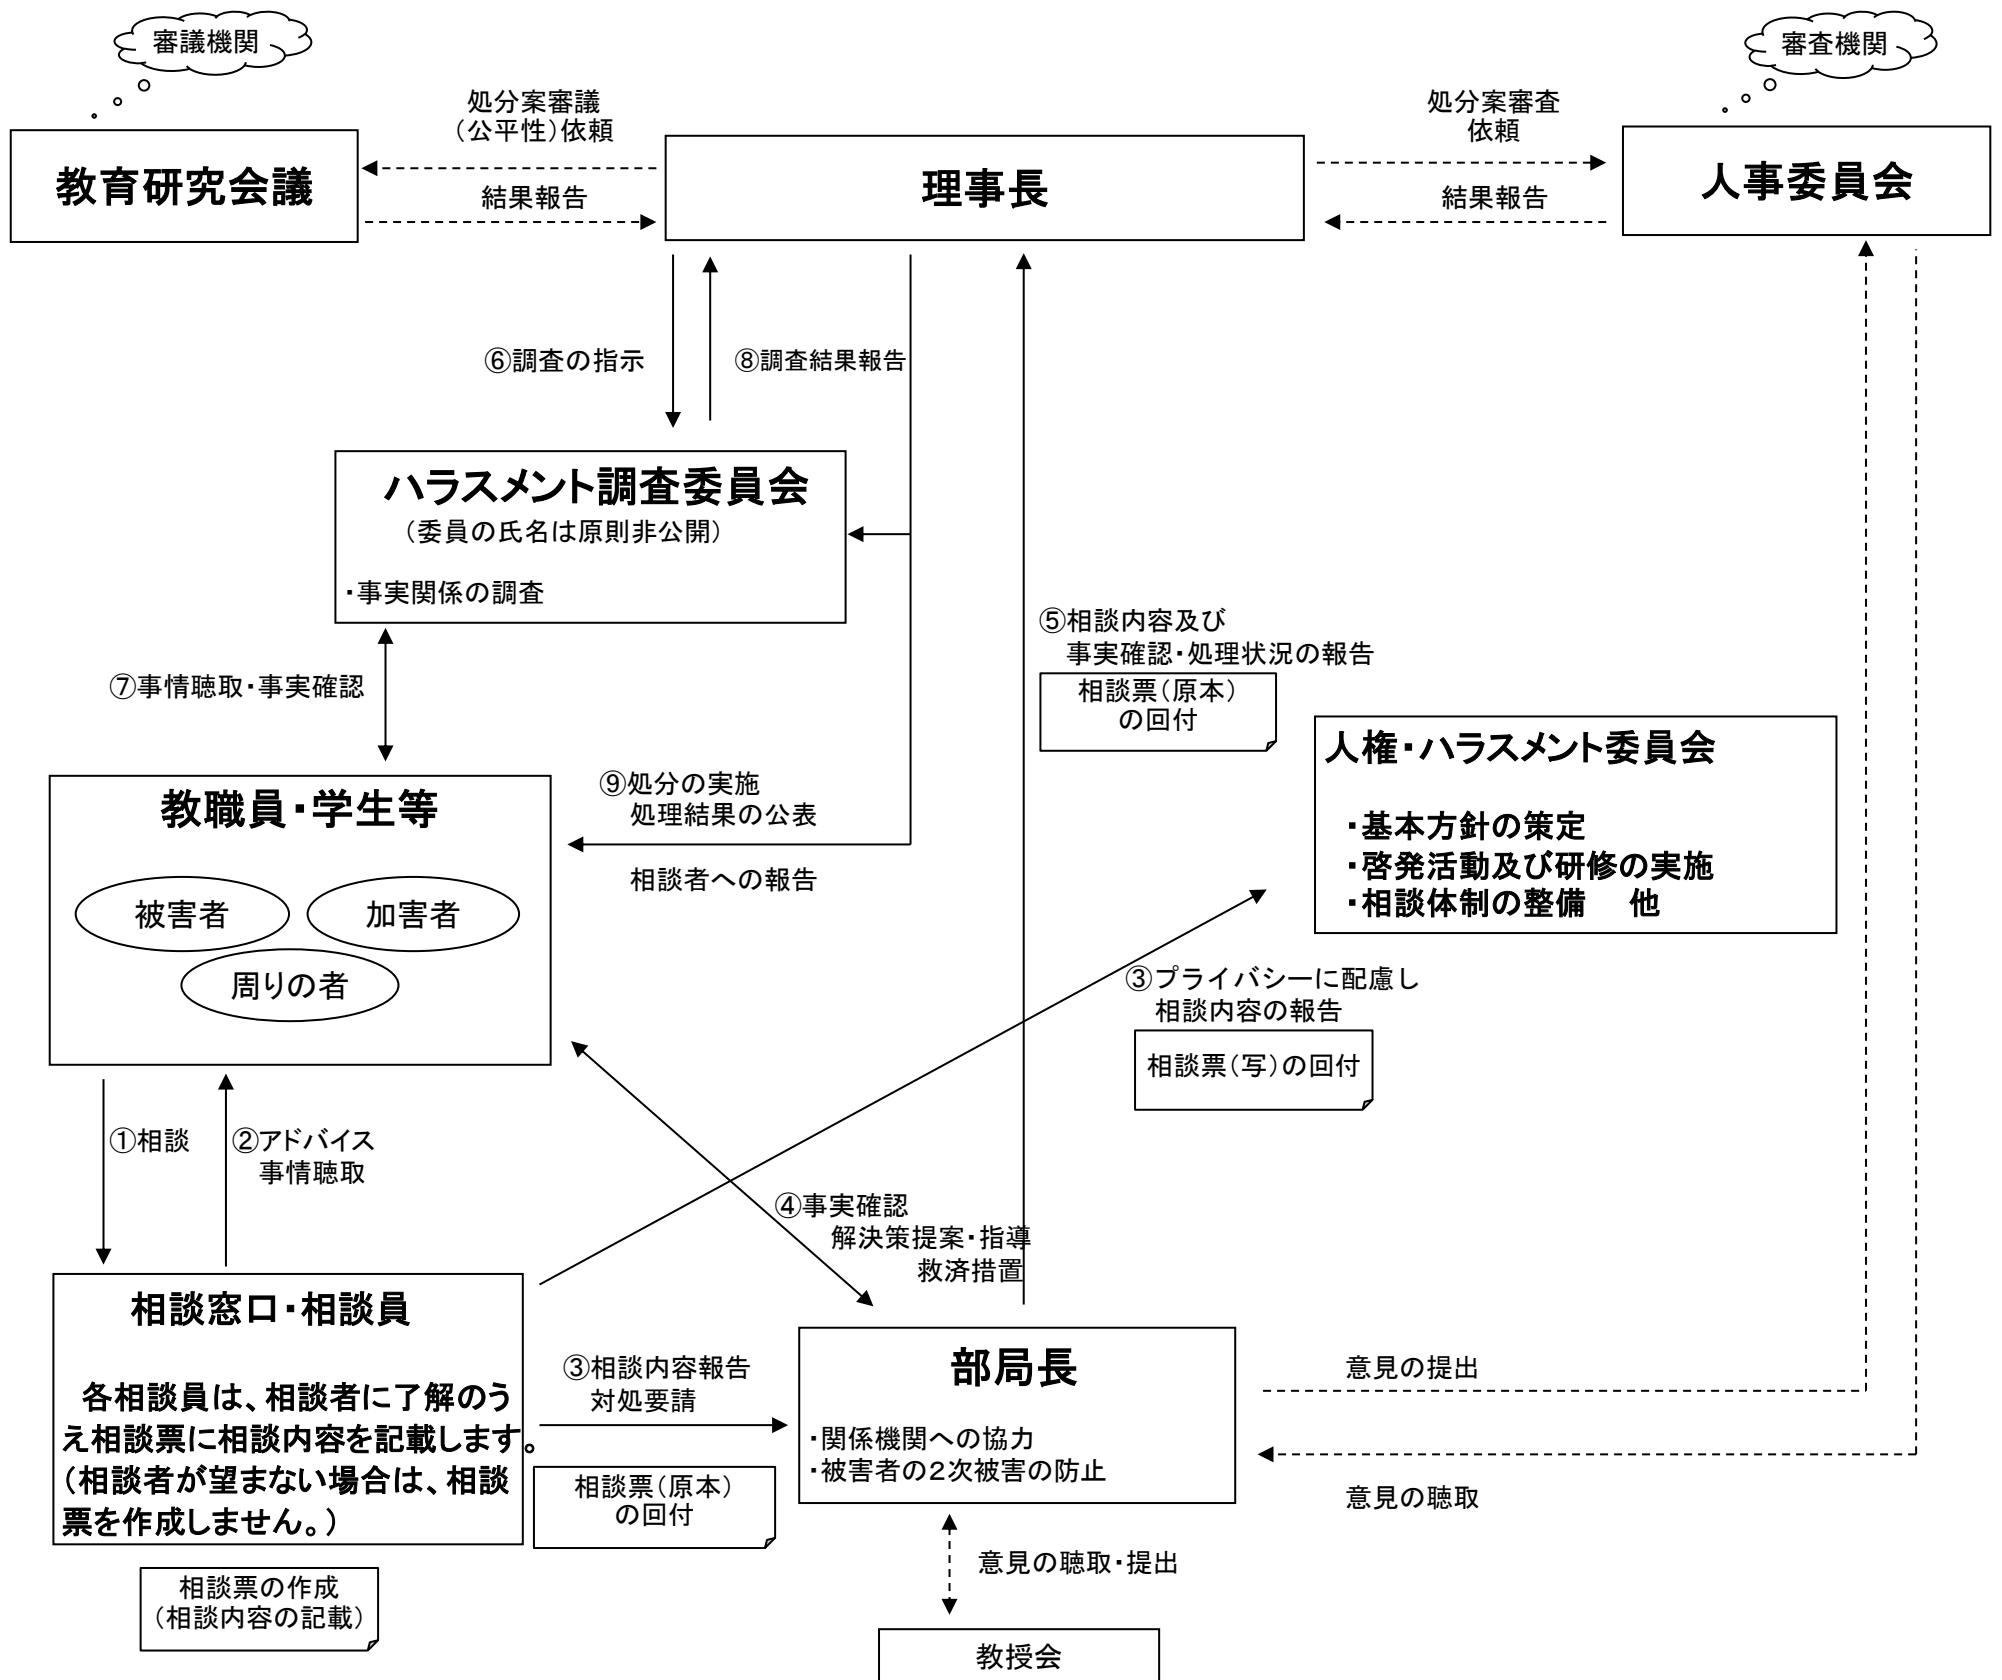 審議機関
審査機関
処分案審議
（公平性）依頼
処分案審査
依頼
教育研究会議
理事長
人事委員会
結果報告
結果報告
⑥調査の指示
⑧調査結果報告
ハラスメント調査委員会
（委員の氏名は原則非公開）
・事実関係の調査
⑤相談内容及び
事実確認・処理状況の報告
相談票（原本）
の回付
⑦事情聴取・事実確認
人権・ハラスメント委員会
・基本方針の策定
・啓発活動及び研修の実施
・相談体制の整備　他
⑨処分の実施
処理結果の公表
相談者への報告
教職員・学生等
被害者
加害者
周りの者
③プライバシーに配慮し
相談内容の報告
相談票（写）の回付
①相談
②アドバイス
事情聴取
④事実確認
解決策提案・指導
救済措置
相談窓口・相談員
各相談員は、相談者に了解のう
え相談票に相談内容を記載します。
（相談者が望まない場合は、相談
票を作成しません。）
③相談内容報告
対処要請
相談票（原本）
の回付
部局長
・関係機関への協力
・被害者の２次被害の防止
意見の提出
意見の聴取
相談票の作成
（相談内容の記載）
意見の聴取・提出
教授会